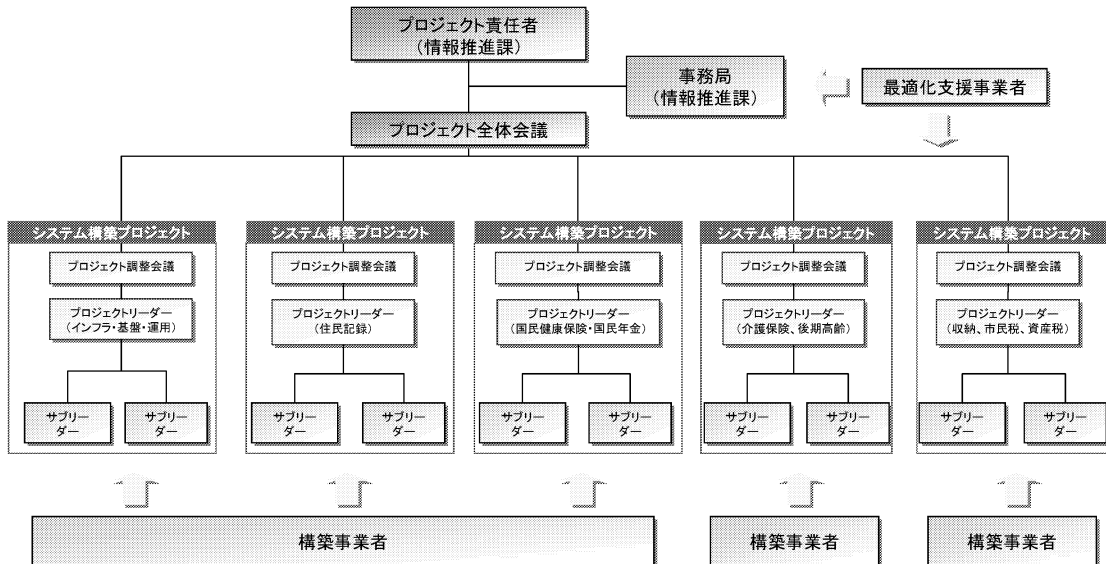 プロジェクト責任者
(情報推進課)
事務局
(情報推進課)
最適化支援事業者
プロジェクト全体会議
システム構築プロジェクト
プロジェクト調整会議
プロジェクトリーダー
(インフラ・基盤・運用)
サブリー
ダー
サブリー
ダー
システム構築プロジェクト
プロジェクト調整会議
プロジェクトリーダー
(住民記録)
サブリー
ダー
サブリー
ダー
システム構築プロジェクト
プロジェクト調整会議
プロジェクトリーダー
(国民健康保険・国民年金)
サブリー
ダー
サブリー
ダー
システム構築プロジェクト
プロジェクト調整会議
プロジェクトリーダー
(介護保険、後期高齢)
サブリー
ダー
サブリー
ダー
システム構築プロジェクト
プロジェクト調整会議
プロジェクトリーダー
(収納、市民税、資産税)
サブリー
ダー
サブリー
ダー
構築事業者
構築事業者
構築事業者